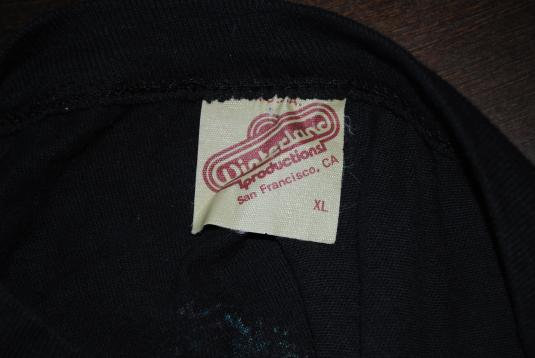 Winterland
productions
San Francisco, CA
XL